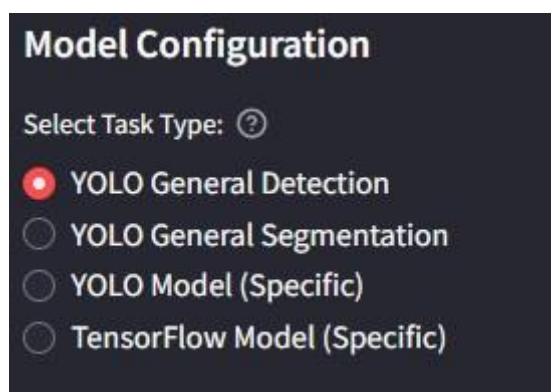 Model Configuration
Select Task Type: ?
YOLO General Detection
YOLO General Segmentation
YOLO Model (Specific)
TensorFlow Model (Specific)